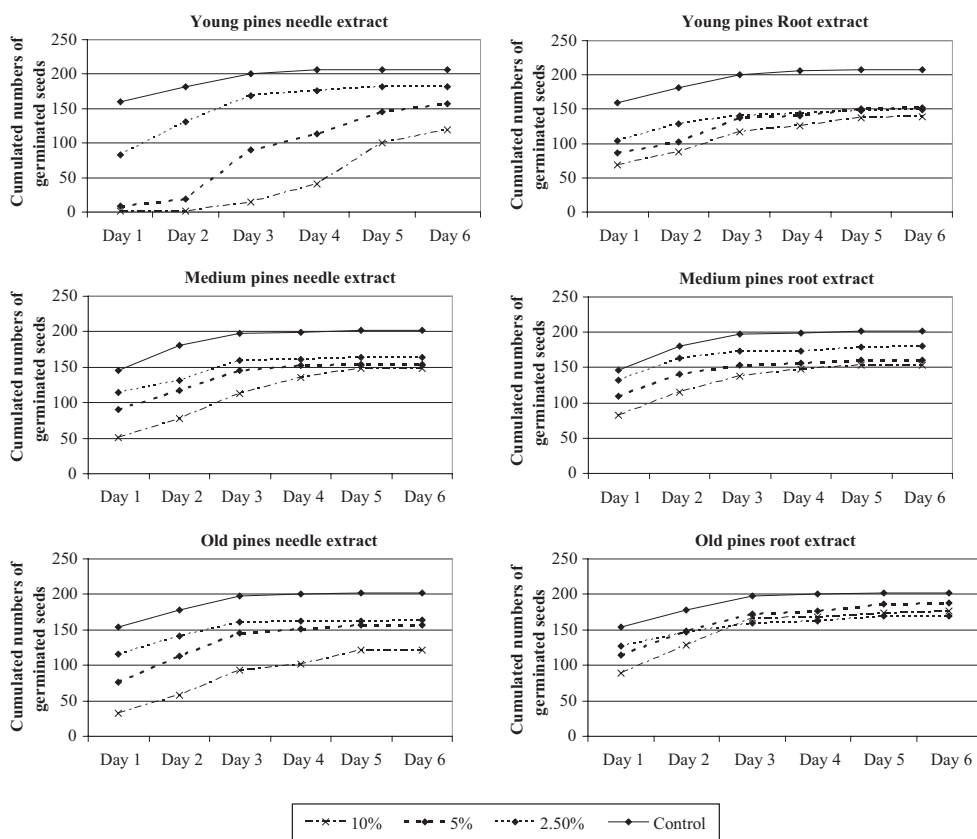 Young pines needle extract
Cumulated numbers of
germinated seeds
250
200
150
100
50
0
Day 1 Day 2 Day 3 Day 4 Day 5 Day 6
Young pines Root extract
Cumulated numbers of
germinated seeds
250
200
150
100
50
0
Day 1 Day 2 Day 3 Day 4 Day 5 Day 6
Medium pines needle extract
Cumulated numbers of
germinated seeds
250
200
150
100
50
0
Day 1 Day 2 Day 3 Day 4 Day 5 Day 6
Medium pines root extract
Cumulated numbers of
germinated seeds
250
200
150
100
50
0
Day 1 Day 2 Day 3 Day 4 Day 5 Day 6
Old pines needle extract
Cumulated numbers of
germinated seeds
250
200
150
100
50
0
Day 1 Day 2 Day 3 Day 4 Day 5 Day 6
Old pines root extract
Cumulated numbers of
germinated seeds
250
200
150
100
50
0
Day 1 Day 2 Day 3 Day 4 Day 5 Day 6
10% 5% 2.50% Control